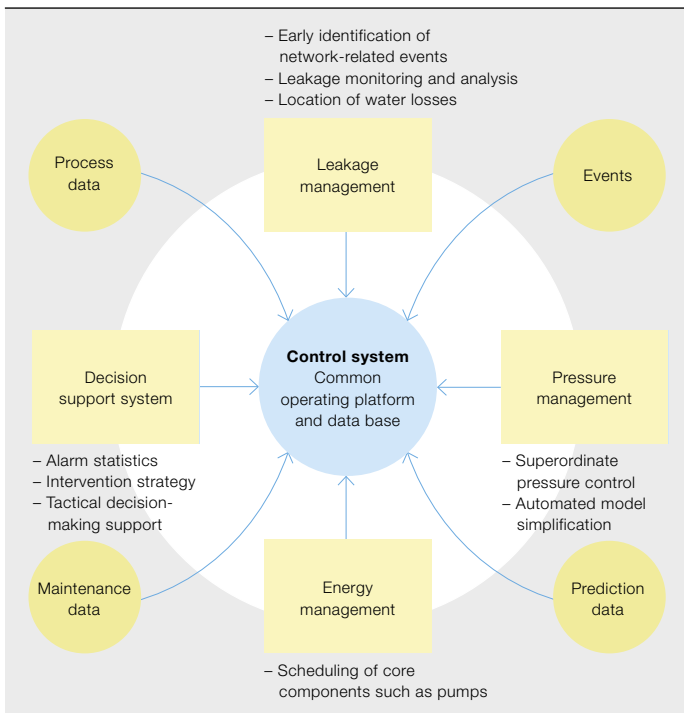 – Early identification of
network-related events
– Leakage monitoring and analysis
– Location of water losses
Process
data
Leakage
management
Events
Control system
Common
operating platform
and data base
Decision
support system
– Alarm statistics
– Intervention strategy
– Tactical decision-
making support
Pressure
management
– Superordinate
pressure control
– Automated model
simplification
Maintenance
data
Energy
management
– Scheduling of core
components such as pumps
Prediction
data